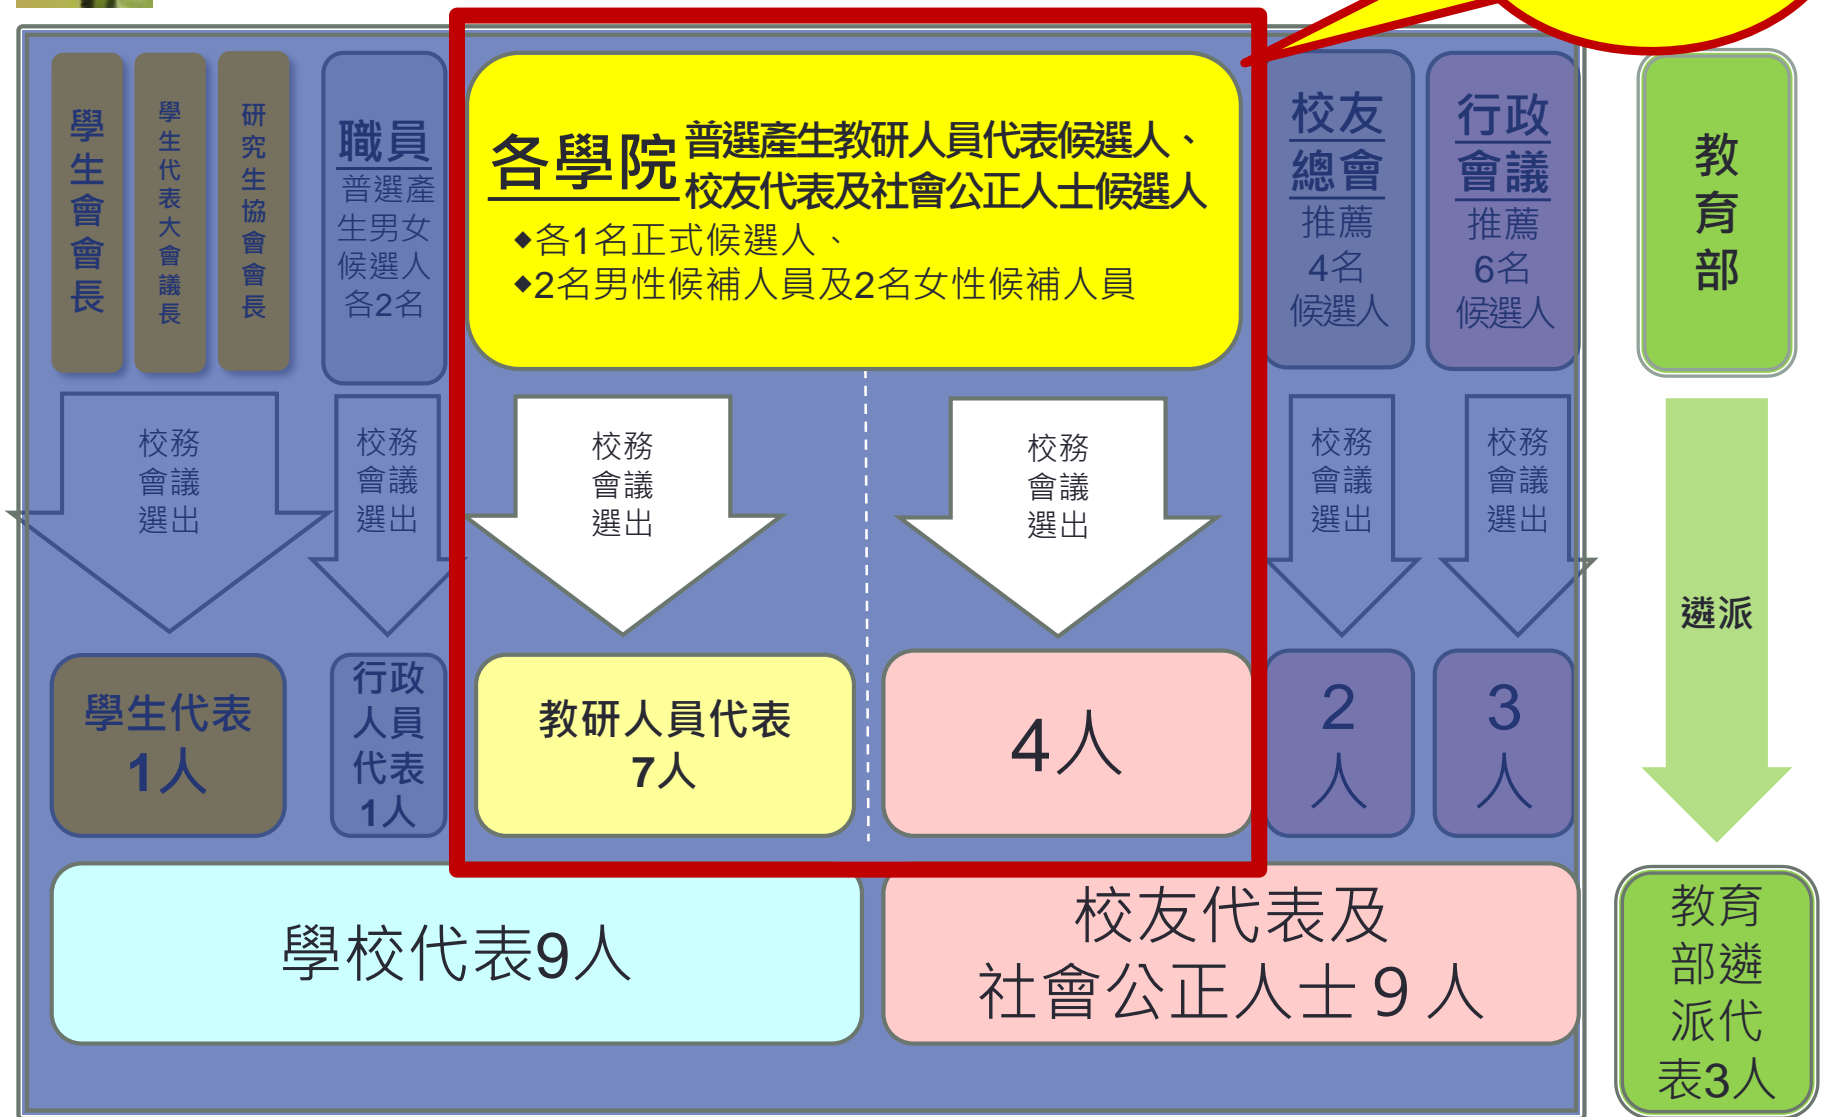 學生會會長
學生代表大會議長
研究生協會會長
職員
普選產
生男女
候選人
各2名
各學院
普選產生教研人員代表候選人、
校友代表及社會公正人士候選人
◆各1名正式候選人、
◆2名男性候補人員及2名女性候補人員
校友
總會
推薦
4名
候選人
行政
會議
推薦
6名
候選人
教
育
部
校務
會議
選出
校務
會議
選出
校務
會議
選出
校務
會議
選出
校務
會議
選出
校務
會議
選出
遴派
學生代表
1人
行政
人員
代表
1人
教研人員代表
7人
4人
2
人
3
人
學校代表9人
校友代表及
社會公正人士９人
教育
部遴
派代
表3人